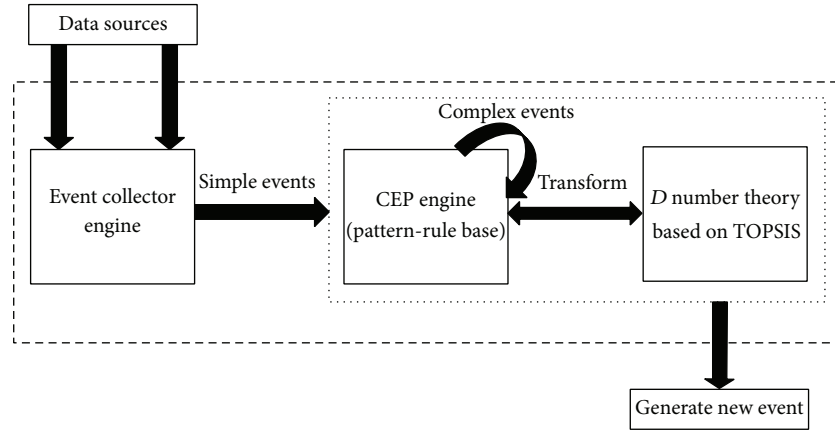 Data sources
Complex events
Event collector
engine
Simple events
CEP engine
(pattern-rule base)
Transform
D number theory
based on TOPSIS
Generate new event